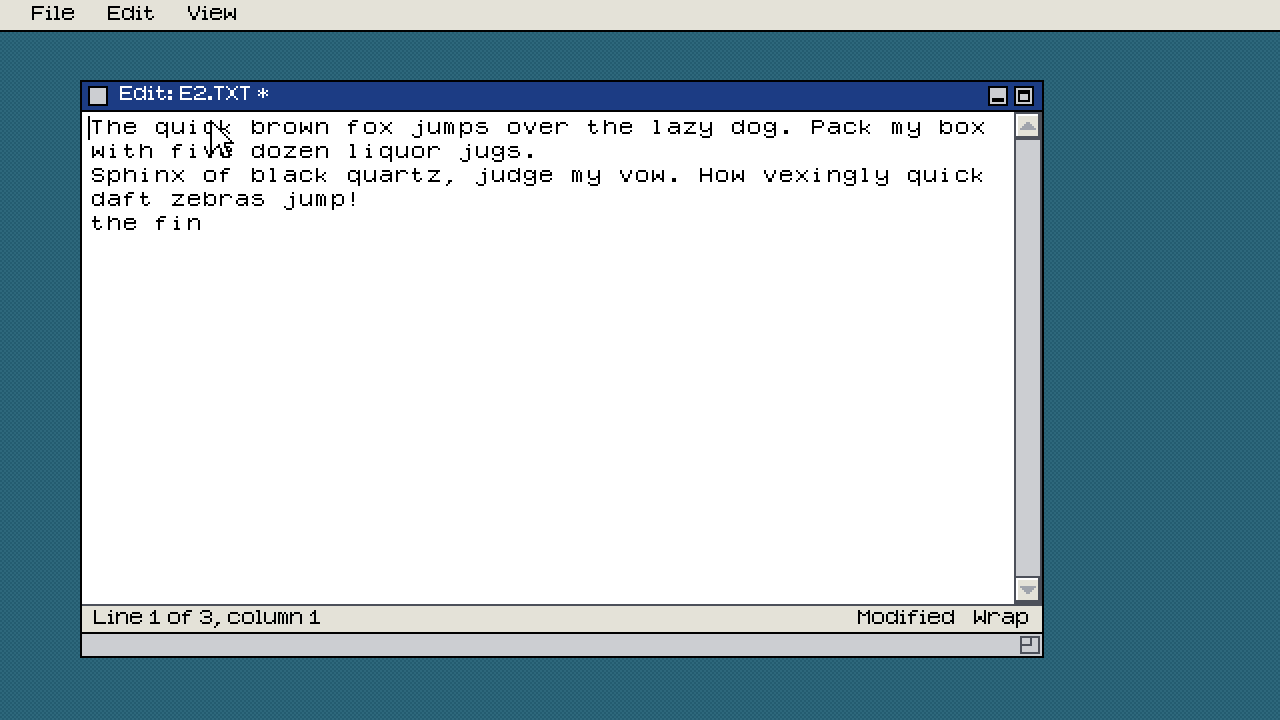 File Edit View
Edit: E2.TXT *
The quick brown fox jumps over the lazy dog. Pack my box
with five dozen liquor jugs.
Sphinx of black quartz, judge my vow. How vexingly quick
daft zebras jump!
the fin
Line 1 of 3, column 1 Modified Wrap